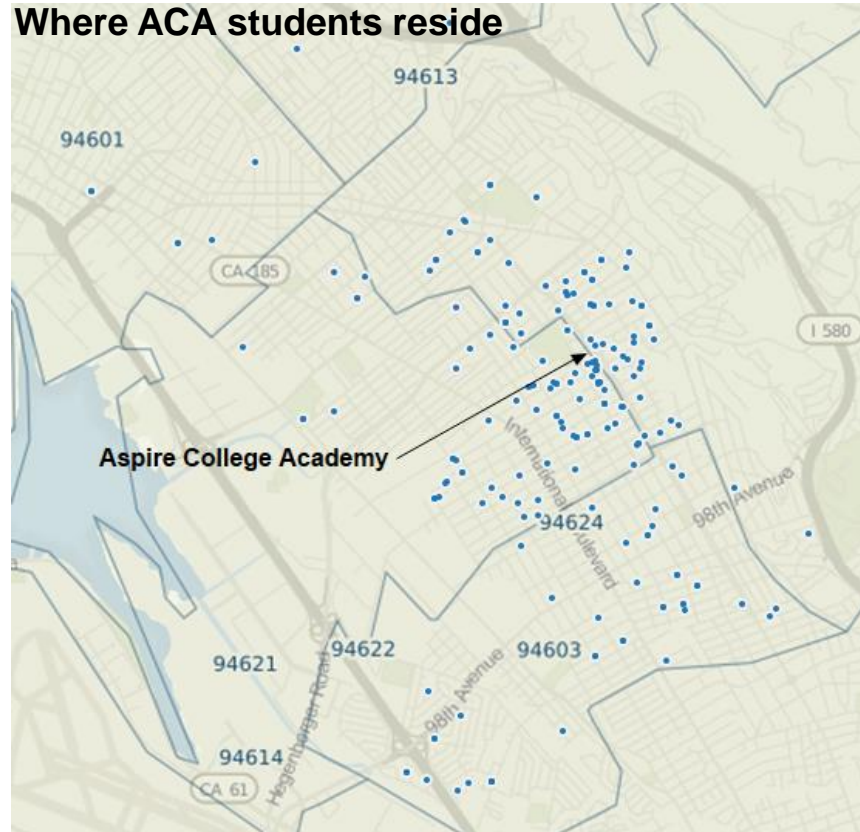 Where ACA students reside
94613
94601
CA 185
I 580
Aspire College Academy
International Boulevard
98th Avenue
94624
94621
94622
94603
98th Avenue
Hegenberger Road
94614
CA 61